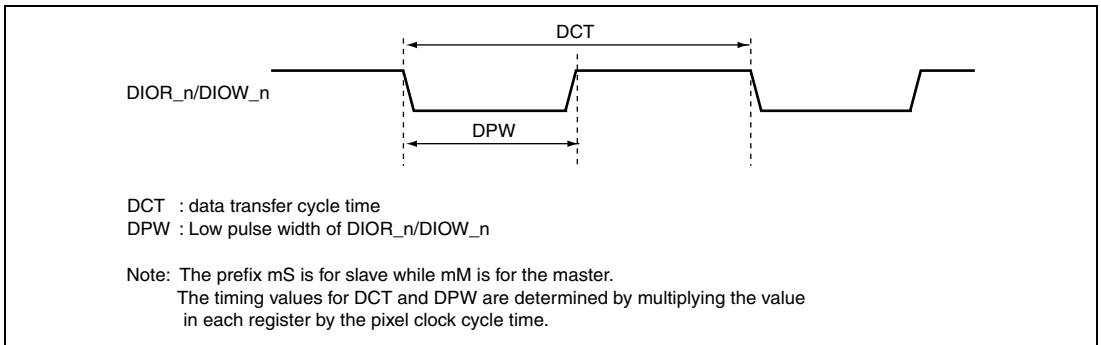 DCT
DIOR_n/DIOW_n
DPW
DCT : data transfer cycle time
DPW : Low pulse width of DIOR_n/DIOW_n
Note: The prefix mS is for slave while mM is for the master.
The timing values for DCT and DPW are determined by multiplying the value
in each register by the pixel clock cycle time.